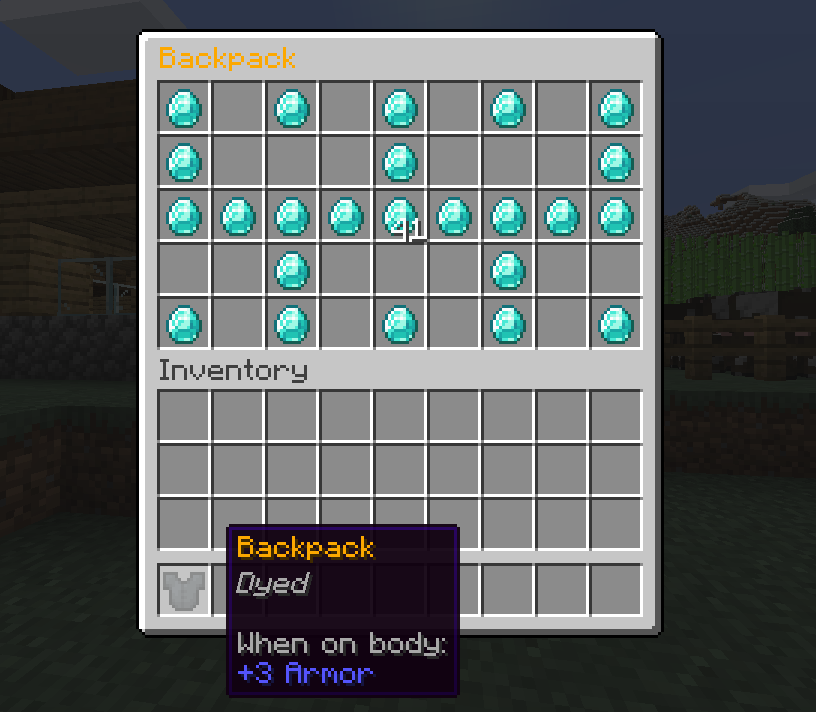 Backpack
41
Inventory
Backpack
Dyed
When on body:
+3 Armor